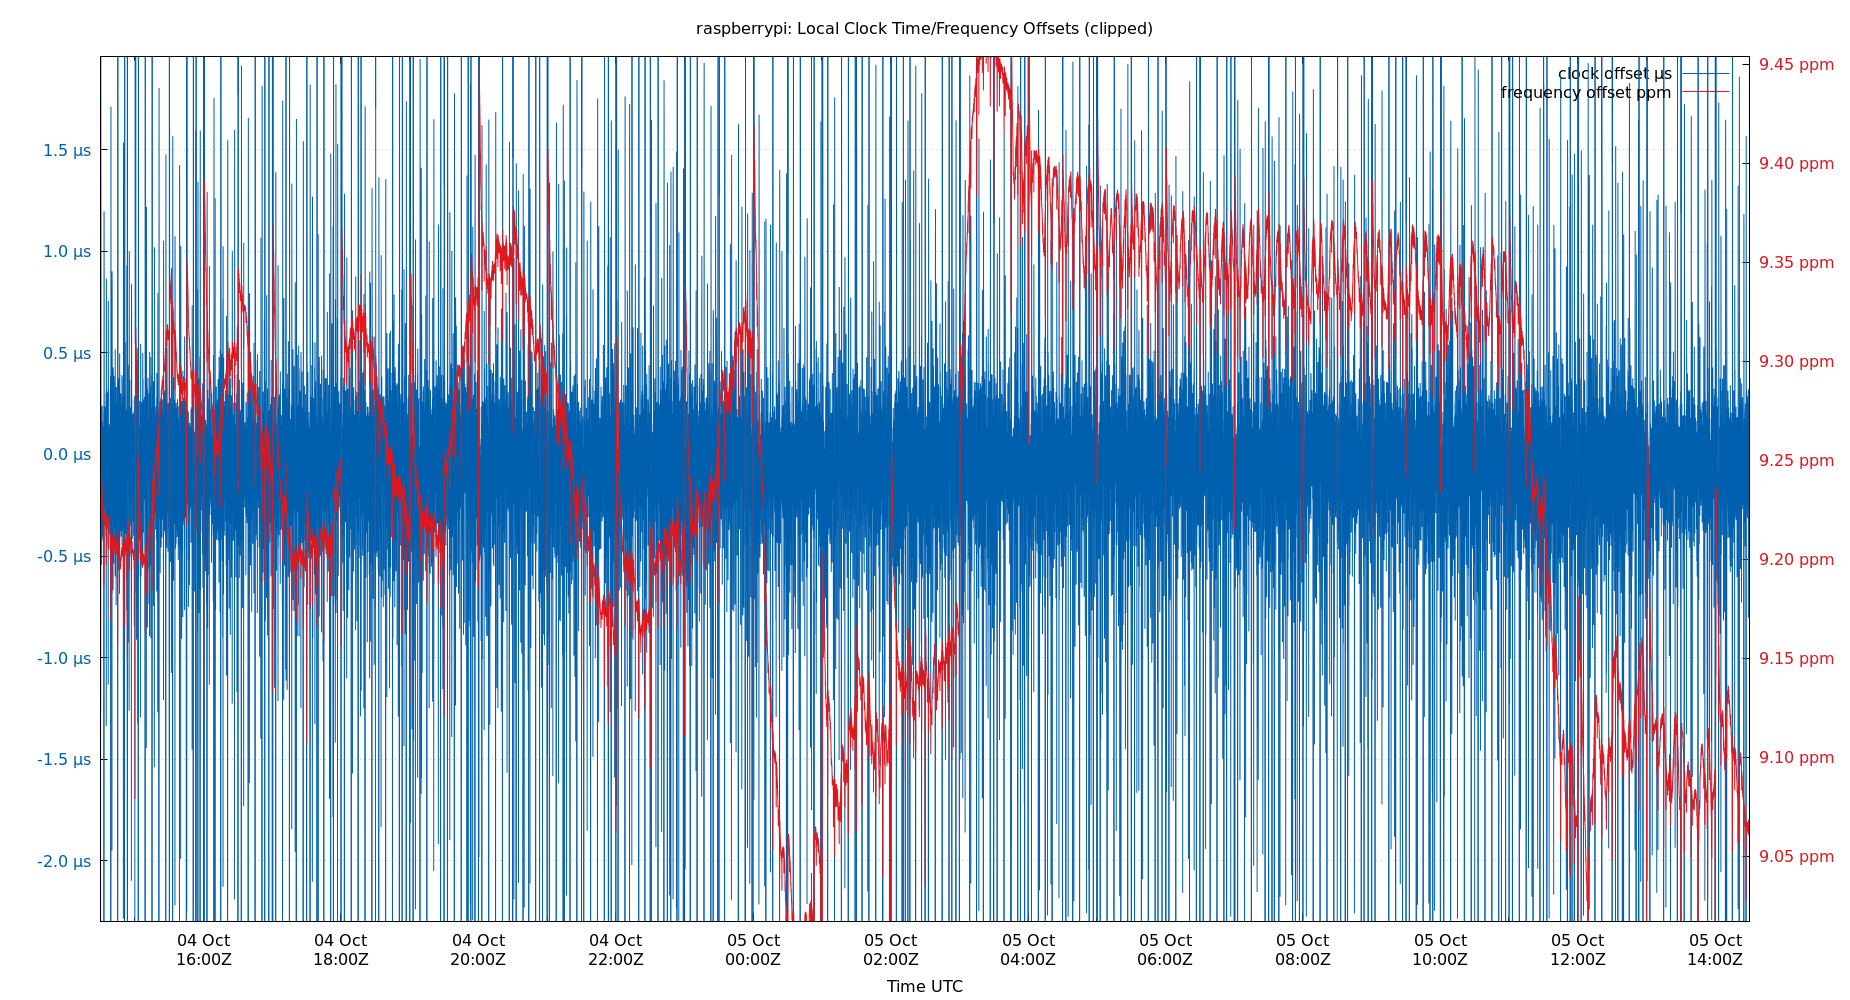 raspberrypi: Local Clock Time/Frequency Offsets (clipped)
clock offset µs
frequency offset ppm
1.5 µs
1.0 µs
0.5 µs
0.0 µs
-0.5 µs
-1.0 µs
-1.5 µs
-2.0 µs
9.45 ppm
9.40 ppm
9.35 ppm
9.30 ppm
9.25 ppm
9.20 ppm
9.15 ppm
9.10 ppm
9.05 ppm
04 Oct 04 Oct 04 Oct 04 Oct 05 Oct 05 Oct 05 Oct 05 Oct 05 Oct 05 Oct 05 Oct 05 Oct
16:00Z 18:00Z 20:00Z 22:00Z 00:00Z 02:00Z 04:00Z 06:00Z 08:00Z 10:00Z 12:00Z 14:00Z
Time UTC